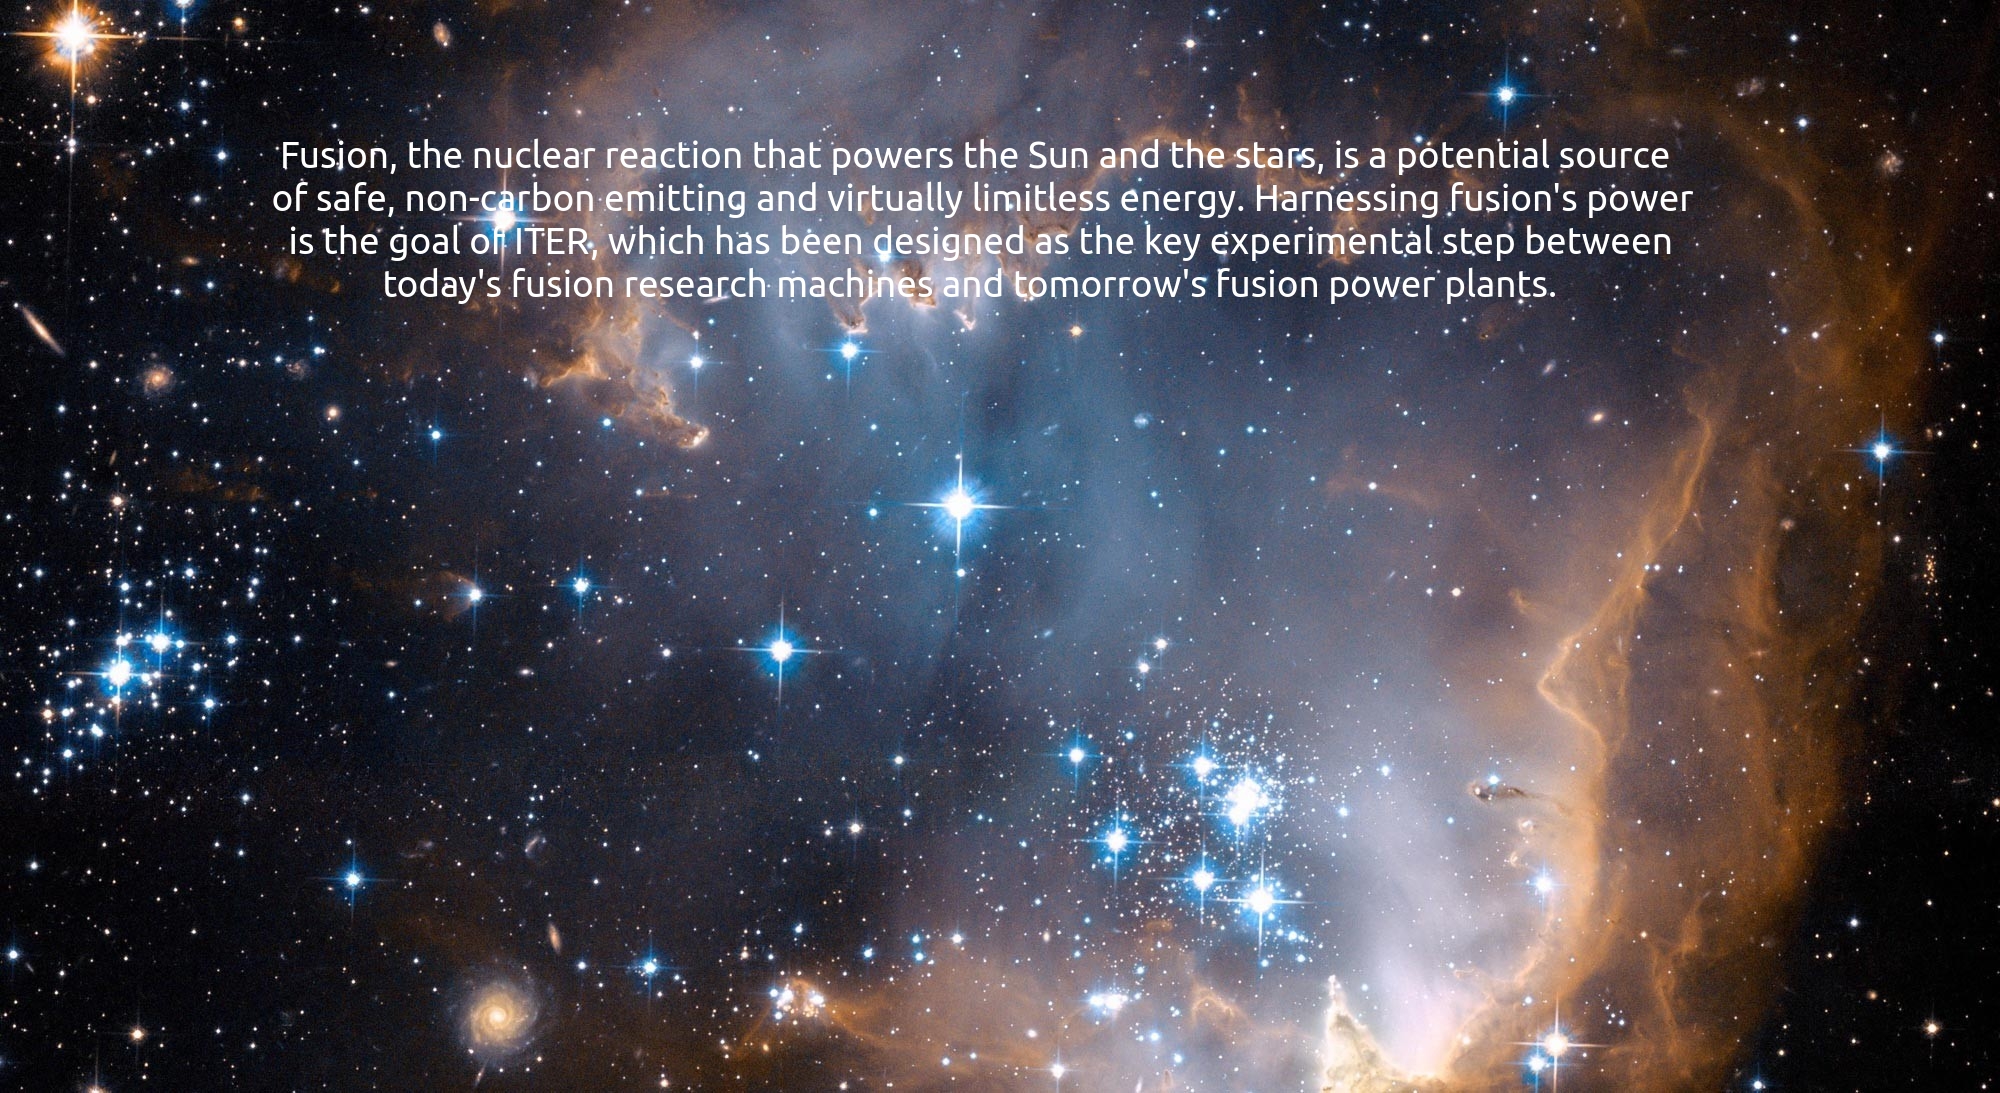 Fusion, the nuclear reaction that powers the Sun and the stars, is a potential source
of safe, non-carbon emitting and virtually limitless energy. Harnessing fusion's power
is the goal of ITER, which has been designed as the key experimental step between
today's fusion research machines and tomorrow's fusion power plants.